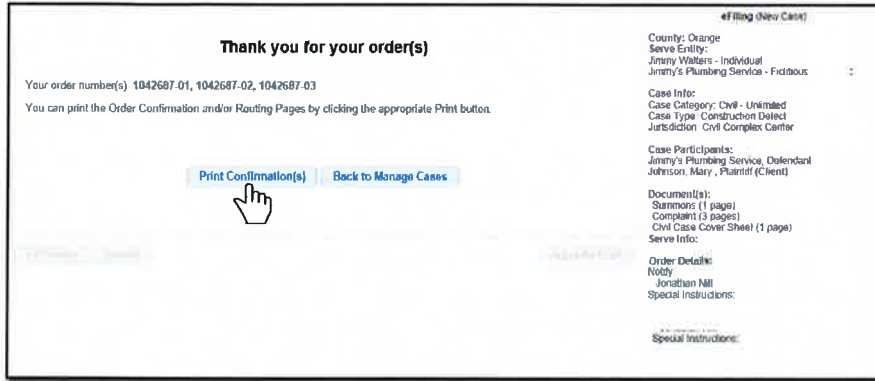 Thank you for your order(s)
Your order number(s) 1042687-01, 1042687-02, 1042687-03
You can print the Order Confirmation and/or Routing Pages by clicking the appropriate Print button.
Print Confirmation(s)
Back to Manage Cases
eFiling (New Case)
County: Orange
Serve Entity:
Jimmy Walters - Individual
Jimmy's Plumbing Service - Fictitious
Case Info:
Case Category: Civil - Unlimited
Case Type: Construction Defect
Jurisdiction: Civil Complex Center
Case Participants:
Jimmy's Plumbing Service, Defendant
Johnson, Mary , Plaintiff (Client)
Document(s):
Summons (1 page)
Complaint (3 pages)
Civil Case Cover Sheet (1 page)
Serve Info:
Order Details:
Notify
Jonathan Nill
Special Instructions:
Special Instructions: